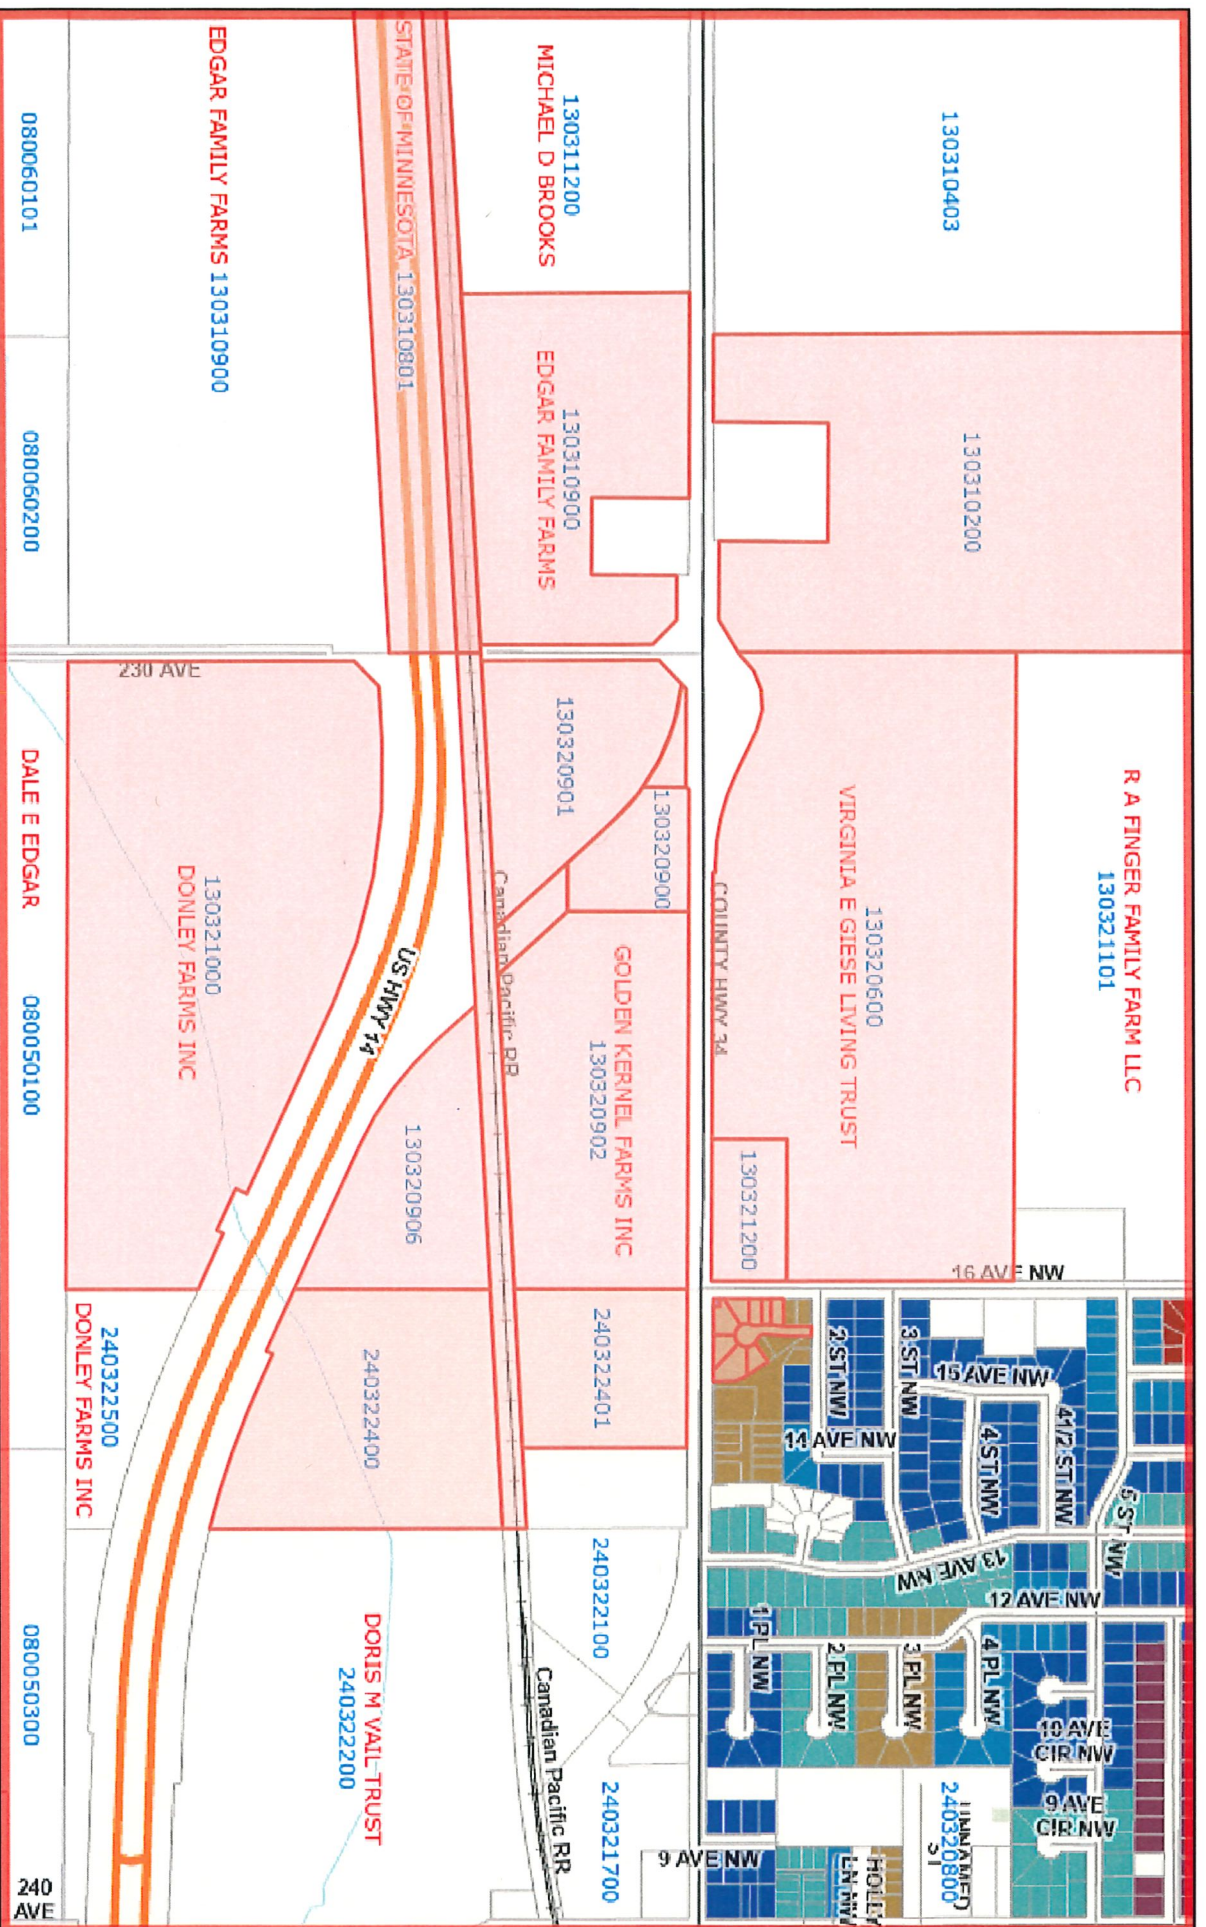 130310403
130310200
R A FINGER FAMILY FARM LLC
130321101
VIRGINIA E GIESE LIVING TRUST
130320600
130321200
COUNTY HWY 34
16 AVE NW
130311200
MICHAEL D BROOKS
130310900
EDGAR FAMILY FARMS
130320901
130320900
GOLDEN KERNEL FARMS INC
130320902
240322401
240322100
240321700
STATE OF MINNESOTA 130310801
Canadian Pacific RR
Canadian Pacific RR
US HWY 14
130320906
240322400
DORIS M VAIL TRUST
240322200
EDGAR FAMILY FARMS 130310900
230 AVE
130321000
DONLEY FARMS INC
240322500
DONLEY FARMS INC
080060101
080060200
DALE E EDGAR
080050100
080050300
240
AVE
2 ST NW
3 ST NW
15 AVE NW
4 1/2 ST NW
4 ST NW
5 ST NW
14 AVE NW
13 AVE NW
12 AVE NW
1 PL NW
2 PL NW
3 PL NW
4 PL NW
10 AVE
CIR NW
9 AVE
CIR NW
UNNAMED
ST
240320800
HOLLY
LN NW
9 AVE NW